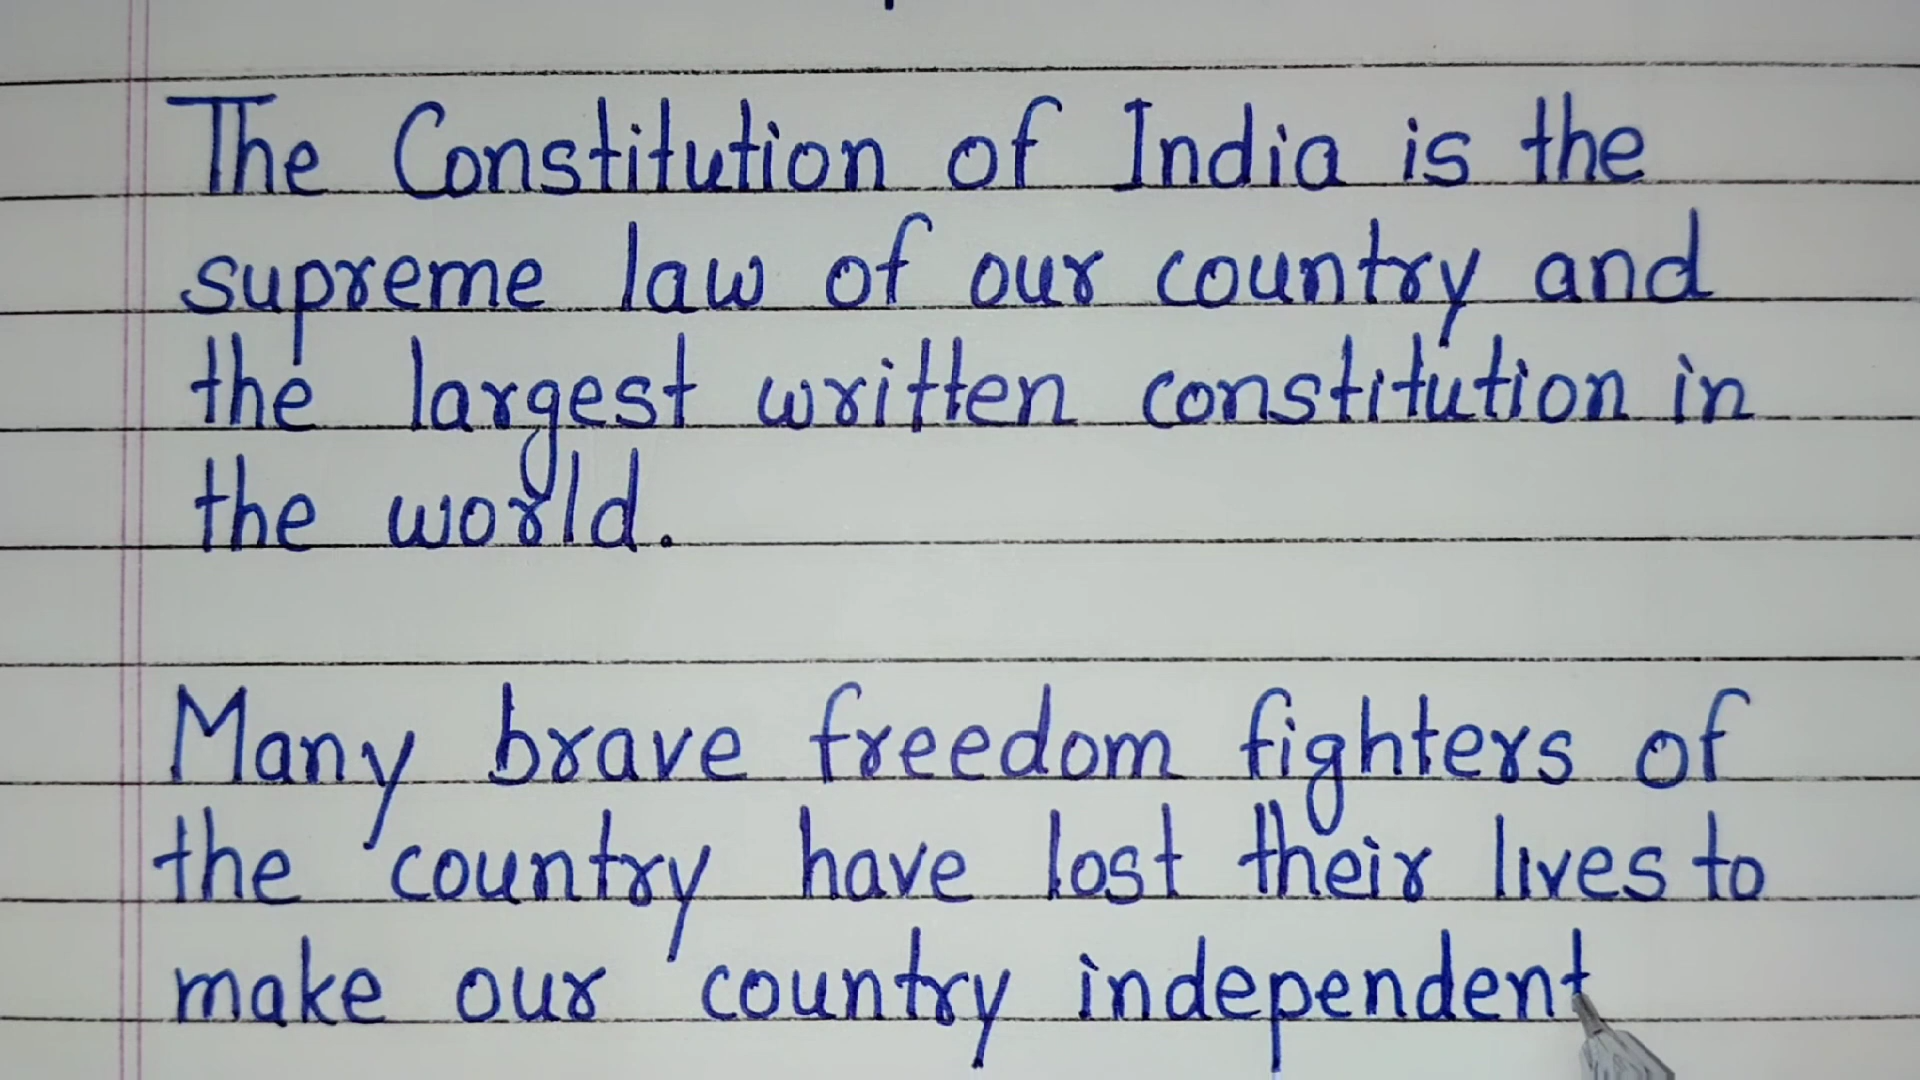 The Constitution of India is the
supreme law of our country and
the largest written constitution in
the world.
Many brave freedom fighters of
the country have lost their lives to
make our country independent